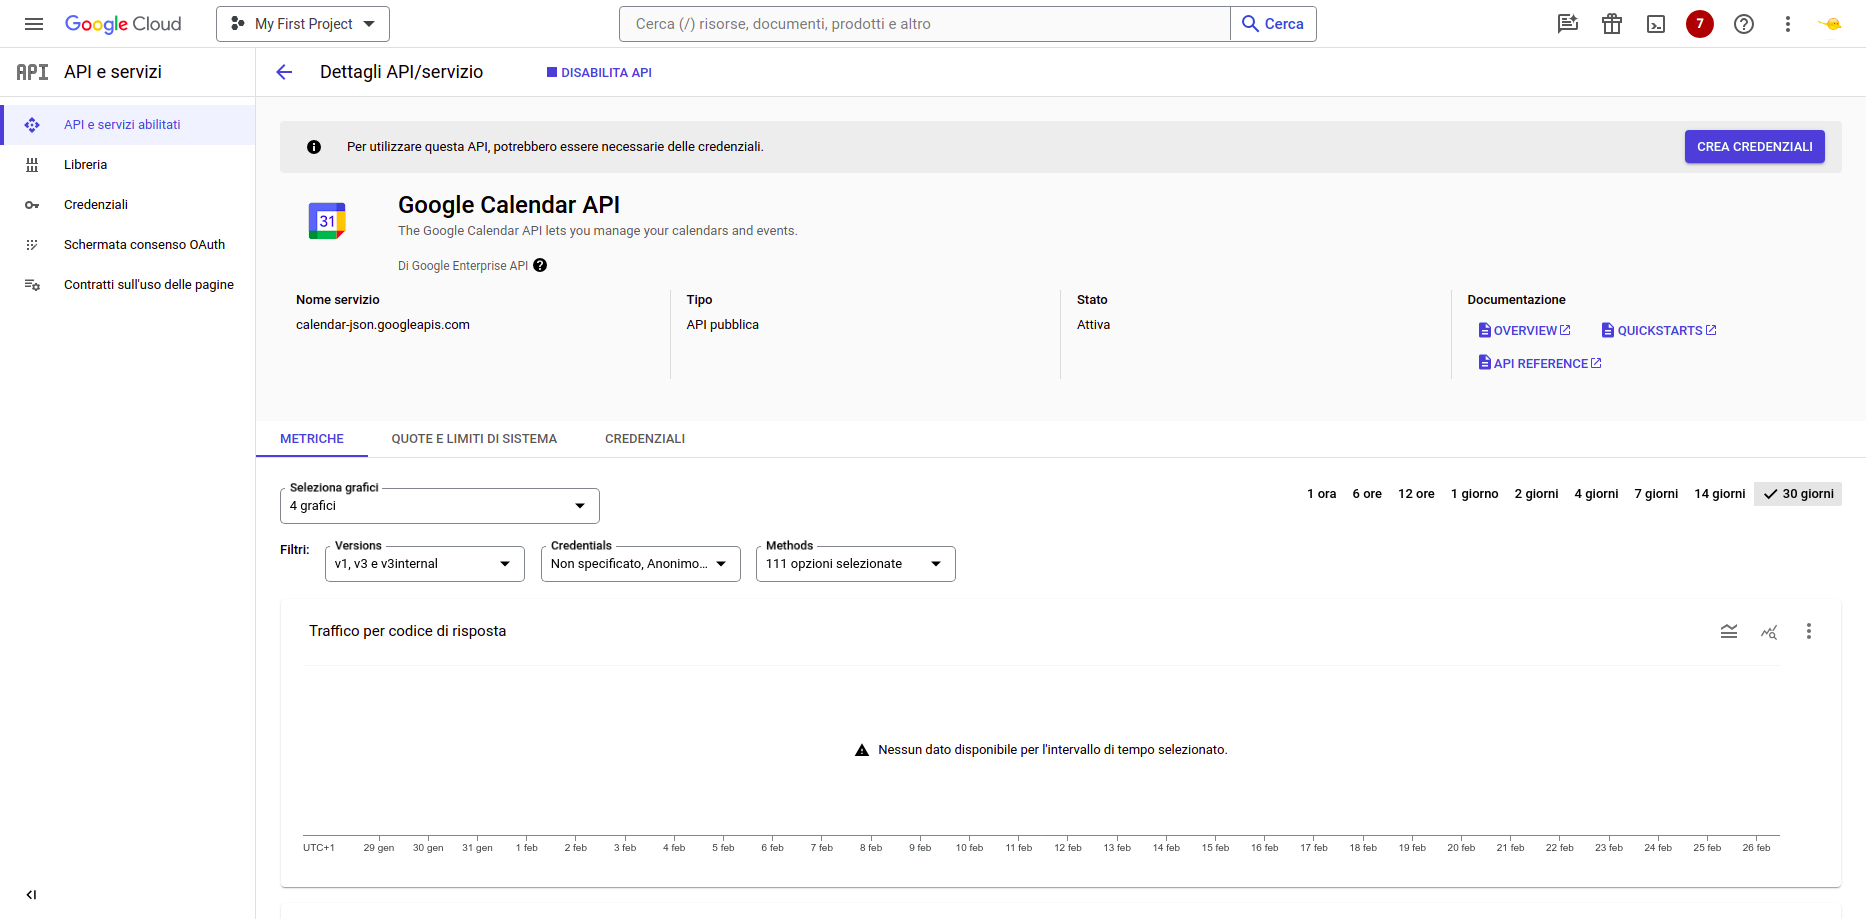 Google Cloud
My First Project
Cerca (/) risorse, documenti, prodotti e altro
Cerca
7
API
API e servizi
Dettagli API/servizio
DISABILITA API
API e servizi abilitati
Libreria
Credenziali
Schermata consenso OAuth
Contratti sull'uso delle pagine
Per utilizzare questa API, potrebbero essere necessarie delle credenziali.
CREA CREDENZIALI
31
Google Calendar API
The Google Calendar API lets you manage your calendars and events.
Di Google Enterprise API
Nome servizio
calendar-json.googleapis.com
Tipo
API pubblica
Stato
Attiva
Documentazione
OVERVIEW
QUICKSTARTS
API REFERENCE
METRICHE
QUOTE E LIMITI DI SISTEMA
CREDENZIALI
Seleziona grafici
4 grafici
1 ora
6 ore
12 ore
1 giorno
2 giorni
4 giorni
7 giorni
14 giorni
30 giorni
Filtri:
Versions
v1, v3 e v3internal
Credentials
Non specificato, Anonimo...
Methods
111 opzioni selezionate
Traffico per codice di risposta
Nessun dato disponibile per l'intervallo di tempo selezionato.
UTC+1
29 gen
30 gen
31 gen
1 feb
2 feb
3 feb
4 feb
5 feb
6 feb
7 feb
8 feb
9 feb
10 feb
11 feb
12 feb
13 feb
14 feb
15 feb
16 feb
17 feb
18 feb
19 feb
20 feb
21 feb
22 feb
23 feb
24 feb
25 feb
26 feb